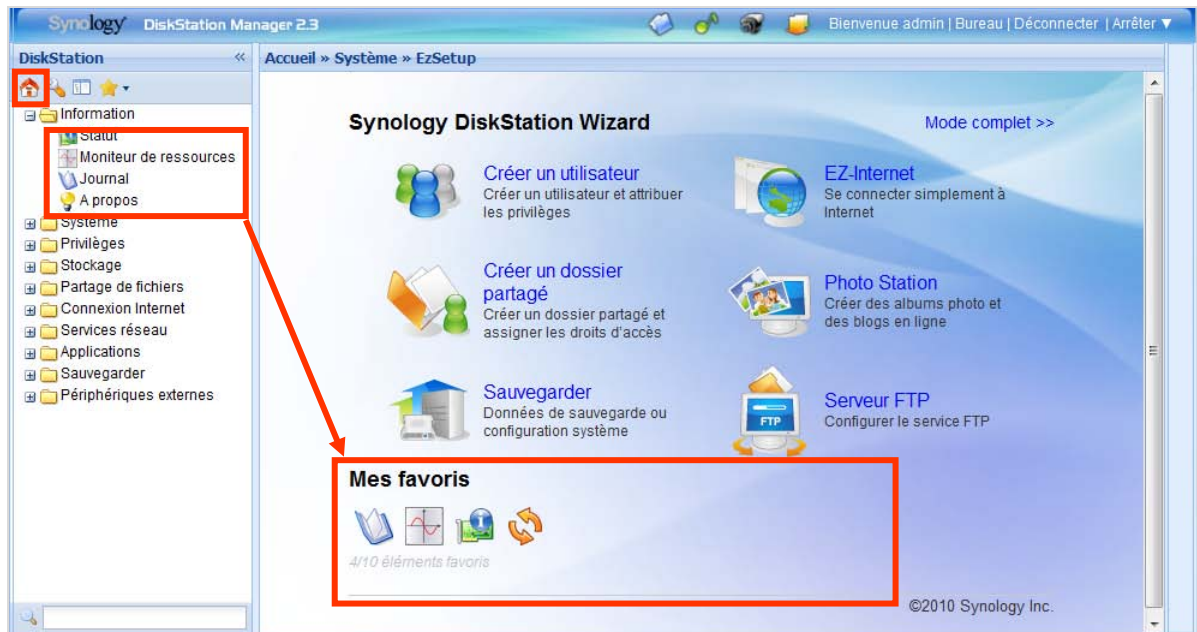 Synology DiskStation Manager 2.3
Bienvenue admin | Bureau | Déconnecter | Arrêter ▼
DiskStation «
Accueil » Système » EzSetup
Information
Statut
Moniteur de ressources
Journal
A propos
Système
Privilèges
Stockage
Partage de fichiers
Connexion Internet
Services réseau
Applications
Sauvegarder
Périphériques externes
Synology DiskStation Wizard
Mode complet >>
Créer un utilisateur
Créer un utilisateur et attribuer
les privilèges
EZ-Internet
Se connecter simplement à
Internet
Créer un dossier
partagé
Créer un dossier partagé et
assigner les droits d'accès
Photo Station
Créer des albums photo et
des blogs en ligne
Sauvegarder
Données de sauvegarde ou
configuration système
FTP
Serveur FTP
Configurer le service FTP
Mes favoris
4/10 éléments favoris
©2010 Synology Inc.